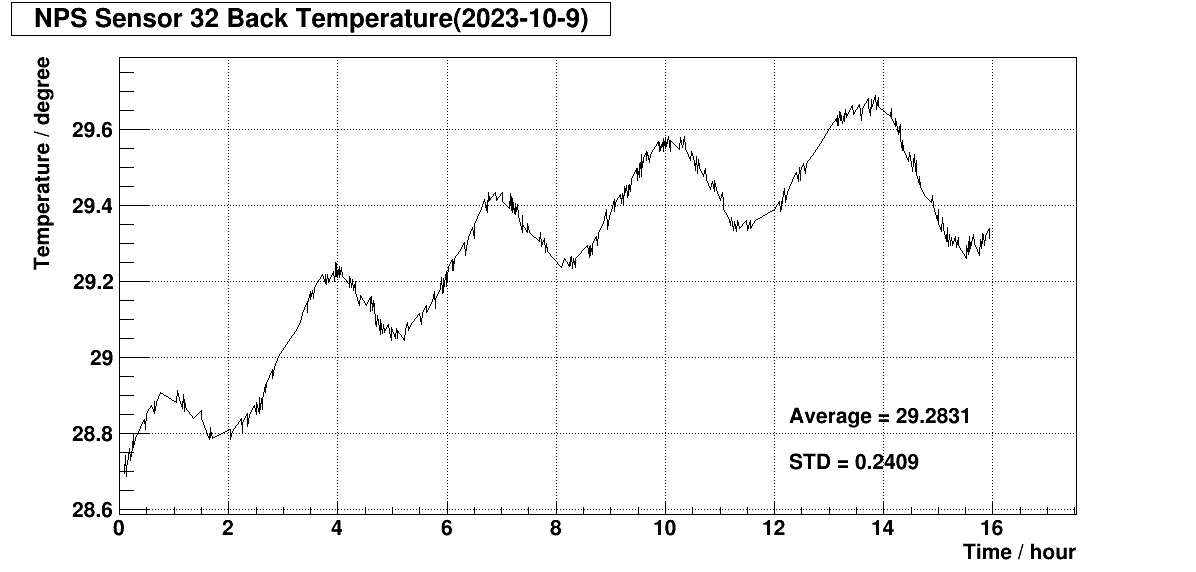 NPS Sensor 32 Back Temperature(2023-10-9)
Temperature / degree
29.6
29.4
29.2
29
28.8
28.6
Average = 29.2831
STD = 0.2409
0 2 4 6 8 10 12 14 16
Time / hour